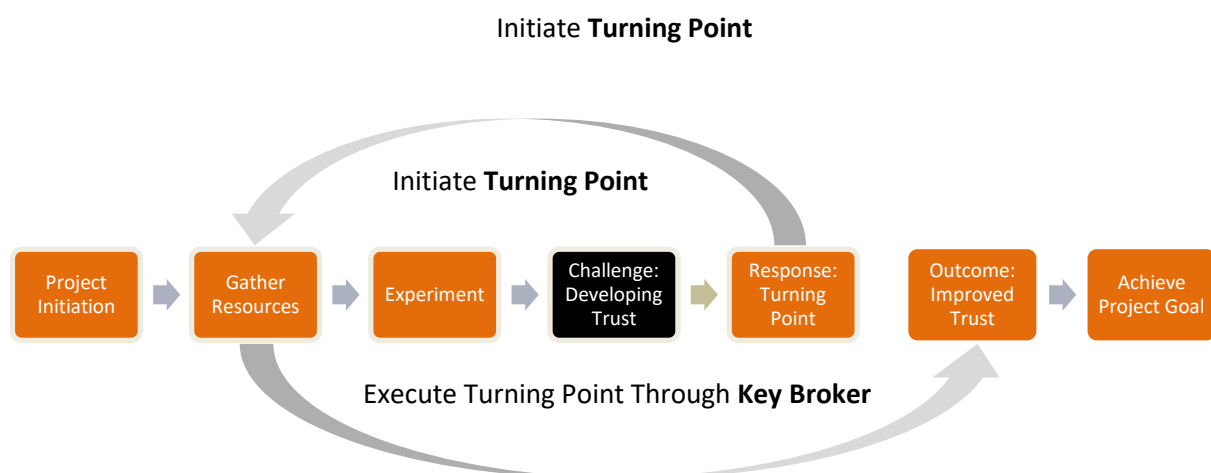 Initiate Turning Point
Initiate Turning Point
Project
Initiation
Gather
Resources
Experiment
Challenge:
Developing
Trust
Response:
Turning
Point
Outcome:
Improved
Trust
Achieve
Project Goal
Execute Turning Point Through Key Broker